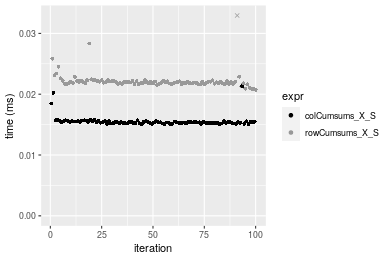 0.03
0.02
0.01
0.00
time (ms)
0 25 50 75 100
iteration
expr
colCumsums_X_S
rowCumsums_X_S